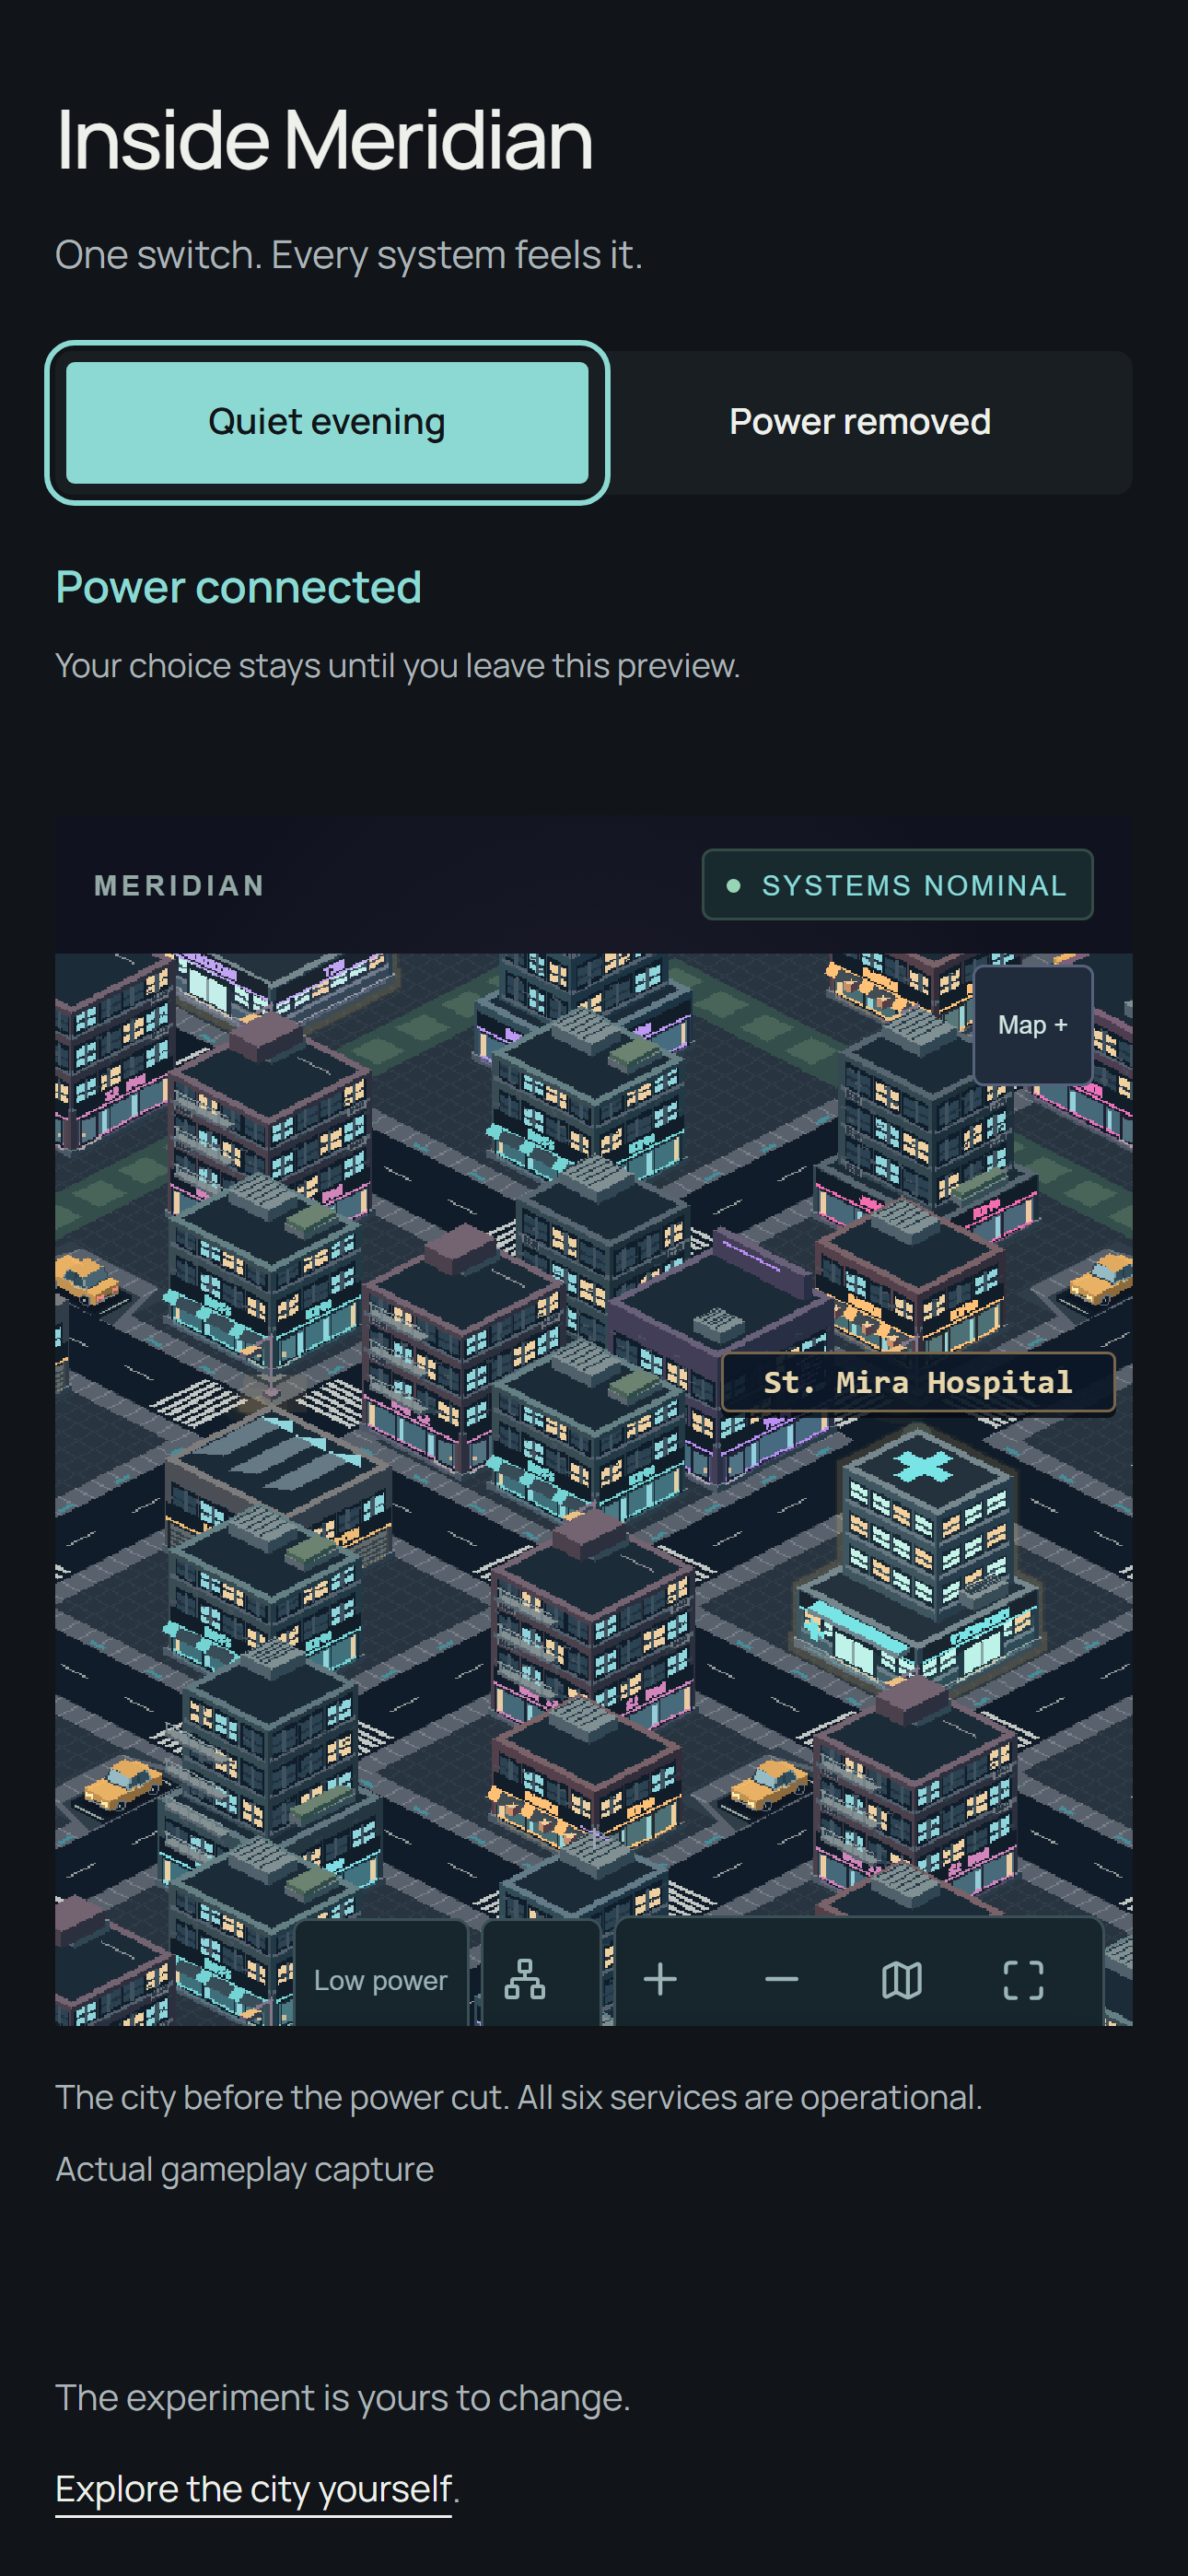 Inside Meridian
One switch. Every system feels it.
Quiet evening
Power removed
Power connected
Your choice stays until you leave this preview.
MERIDIAN
SYSTEMS NOMINAL
Map +
St. Mira Hospital
Low power
The city before the power cut. All six services are operational.
Actual gameplay capture
The experiment is yours to change.
Explore the city yourself.